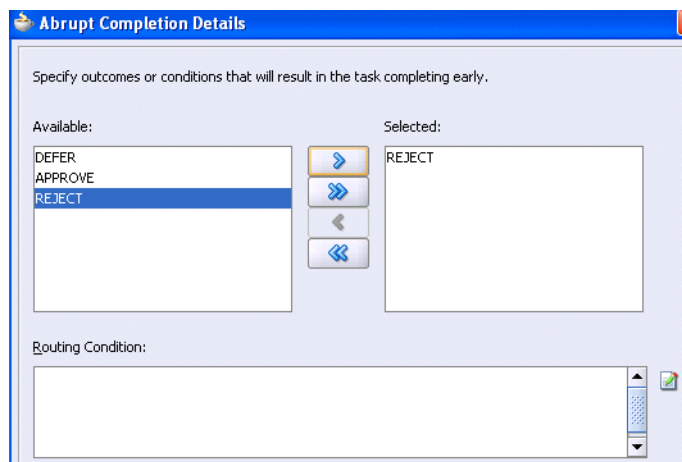 Abrupt Completion Details
Specify outcomes or conditions that will result in the task completing early.
Available:
Selected:
DEFER
APPROVE
REJECT
REJECT
Routing Condition: